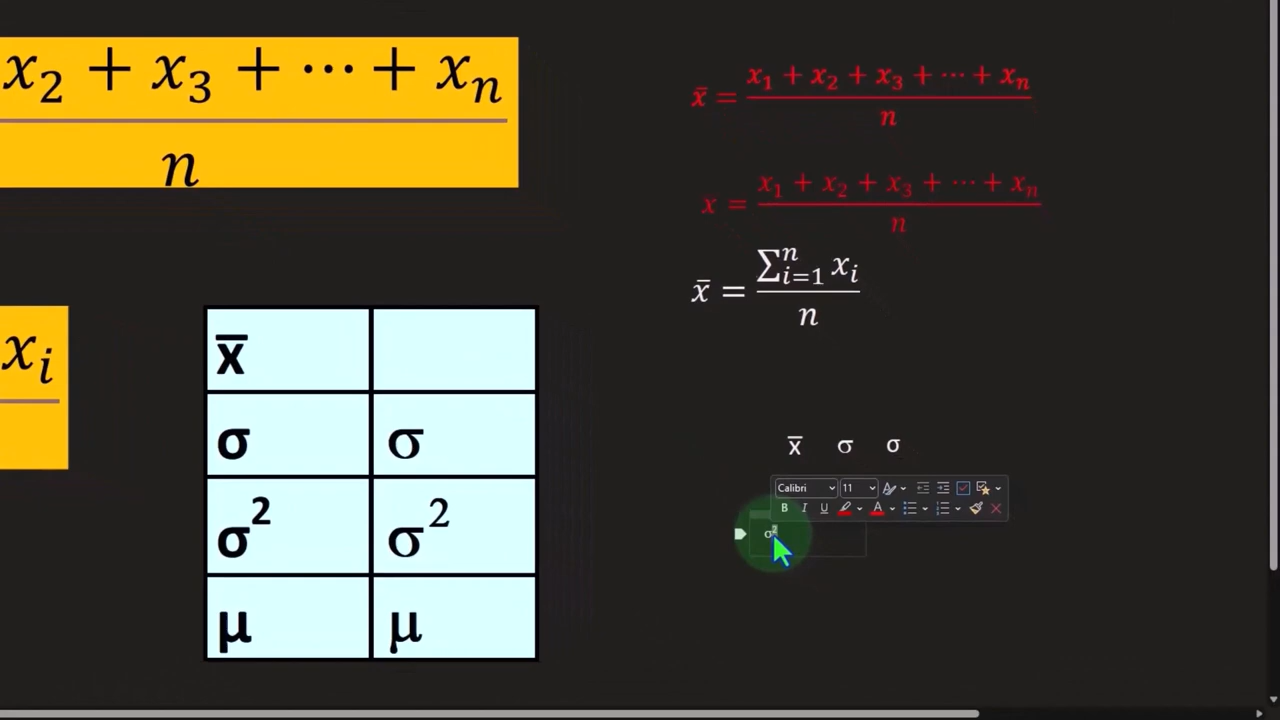 x₂ + x₃ + ⋯ + xₙ
n
xᵢ
x̄
σ σ
σ² σ²
μ μ
x̄ = x₁ + x₂ + x₃ + ⋯ + xₙ
n
x = x₁ + x₂ + x₃ + ⋯ + xₙ
n
x̄ = ∑ⁿᵢ₌₁ xᵢ
n
x̄ σ σ
Calibri 11
B I U A
σ²